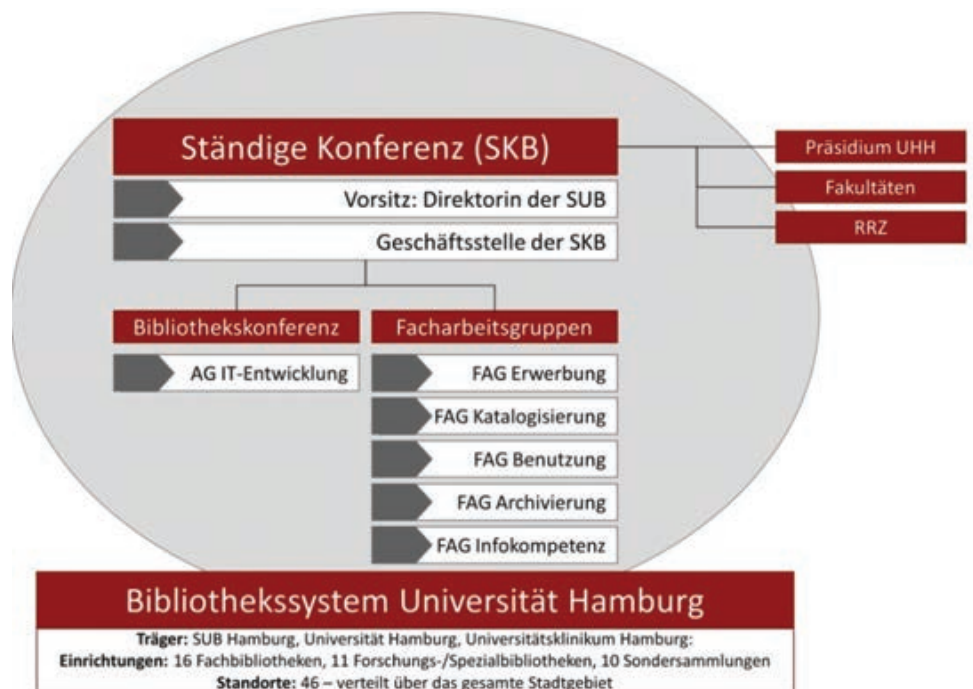 Ständige Konferenz (SKB)
Vorsitz: Direktorin der SUB
Geschäftsstelle der SKB
Präsidium UHH
Fakultäten
RRZ
Bibliothekskonferenz
AG IT-Entwicklung
Facharbeitsgruppen
FAG Erwerbung
FAG Katalogisierung
FAG Benutzung
FAG Archivierung
FAG Infokompetenz
Bibliothekssystem Universität Hamburg
Träger: SUB Hamburg, Universität Hamburg, Universitätsklinikum Hamburg:
Einrichtungen: 16 Fachbibliotheken, 11 Forschungs-/Spezialbibliotheken, 10 Sondersammlungen
Standorte: 46 – verteilt über das gesamte Stadtgebiet